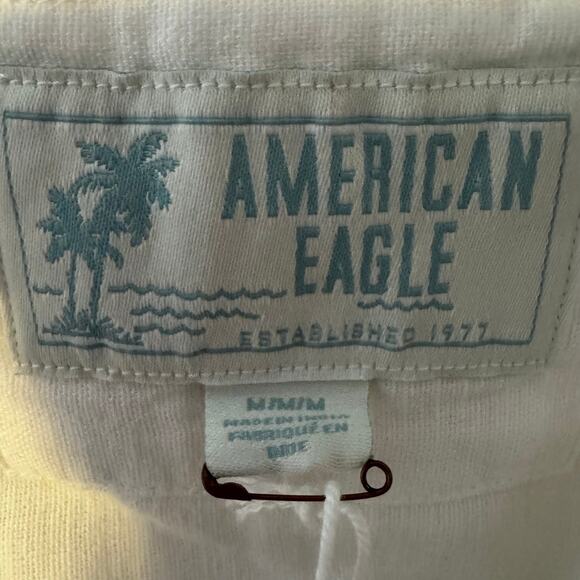 AMERICAN
EAGLE
ESTABLISHED 1977
M/M/M
MADE IN INDIA
FABRIQUÉ EN
INDE